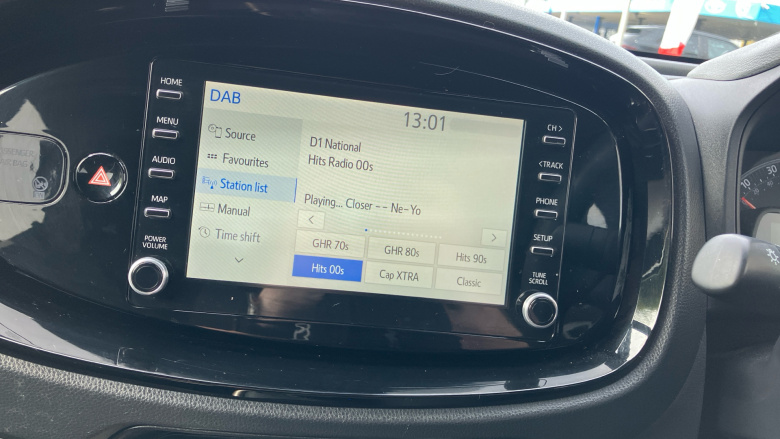 DAB
13:01
HOME
MENU
AUDIO
MAP
POWER
VOLUME
Source
Favourites
Station list
Manual
Time shift
D1 National
Hits Radio 00s
Playing... Closer -- Ne-Yo
<
>
GHR 70s
GHR 80s
Hits 90s
Hits 00s
Cap XTRA
Classic
CH >
< TRACK
PHONE
SETUP
TUNE
SCROLL
PASSENGER
10